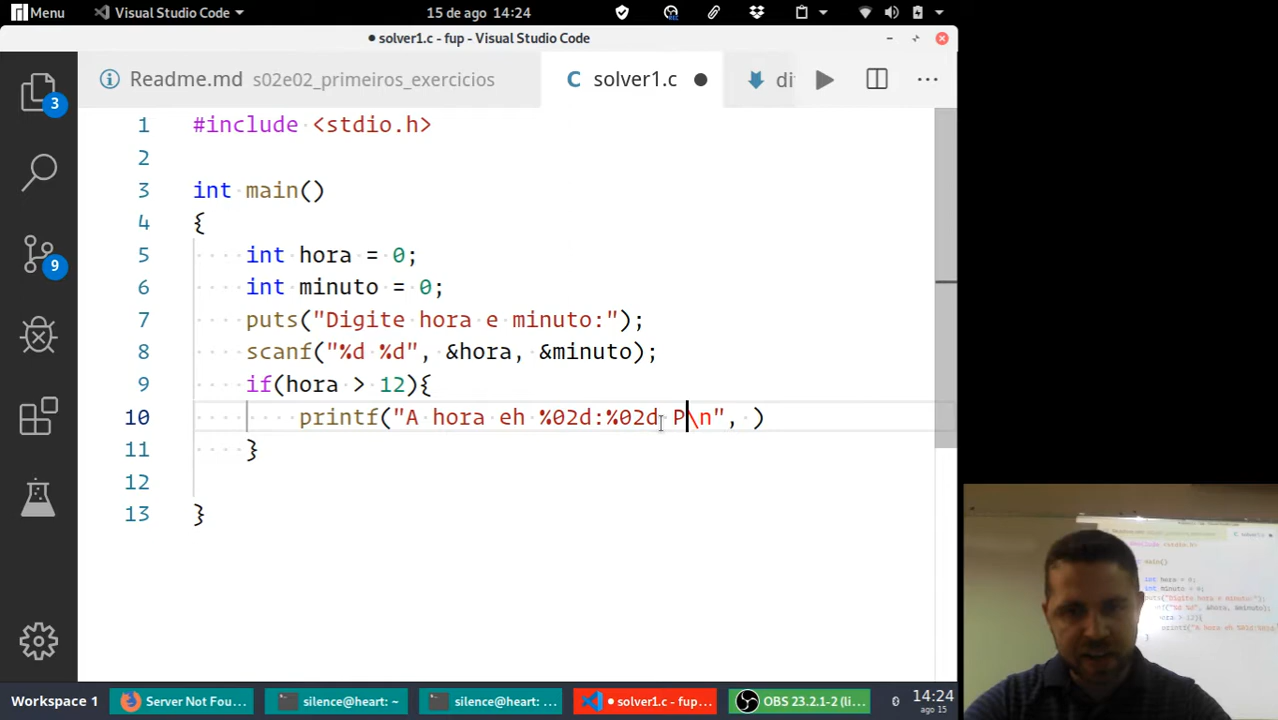 Menu Visual Studio Code 15 de ago 14:24
● solver1.c - fup - Visual Studio Code
Readme.md s02e02_primeiros_exercicios solver1.c di
3
9
1 #include <stdio.h>
2
3 int main()
4 {
5 int hora = 0;
6 int minuto = 0;
7 puts("Digite hora e minuto:");
8 scanf("%d %d", &hora, &minuto);
9 if(hora > 12){
10 printf("A hora eh %02d:%02d P\n", )
11 }
12
13 }
Workspace 1 Server Not Fou... silence@heart: ~ silence@heart: ... ● solver1.c - fup... OBS 23.2.1-2 (li... 0 14:24
ago 15